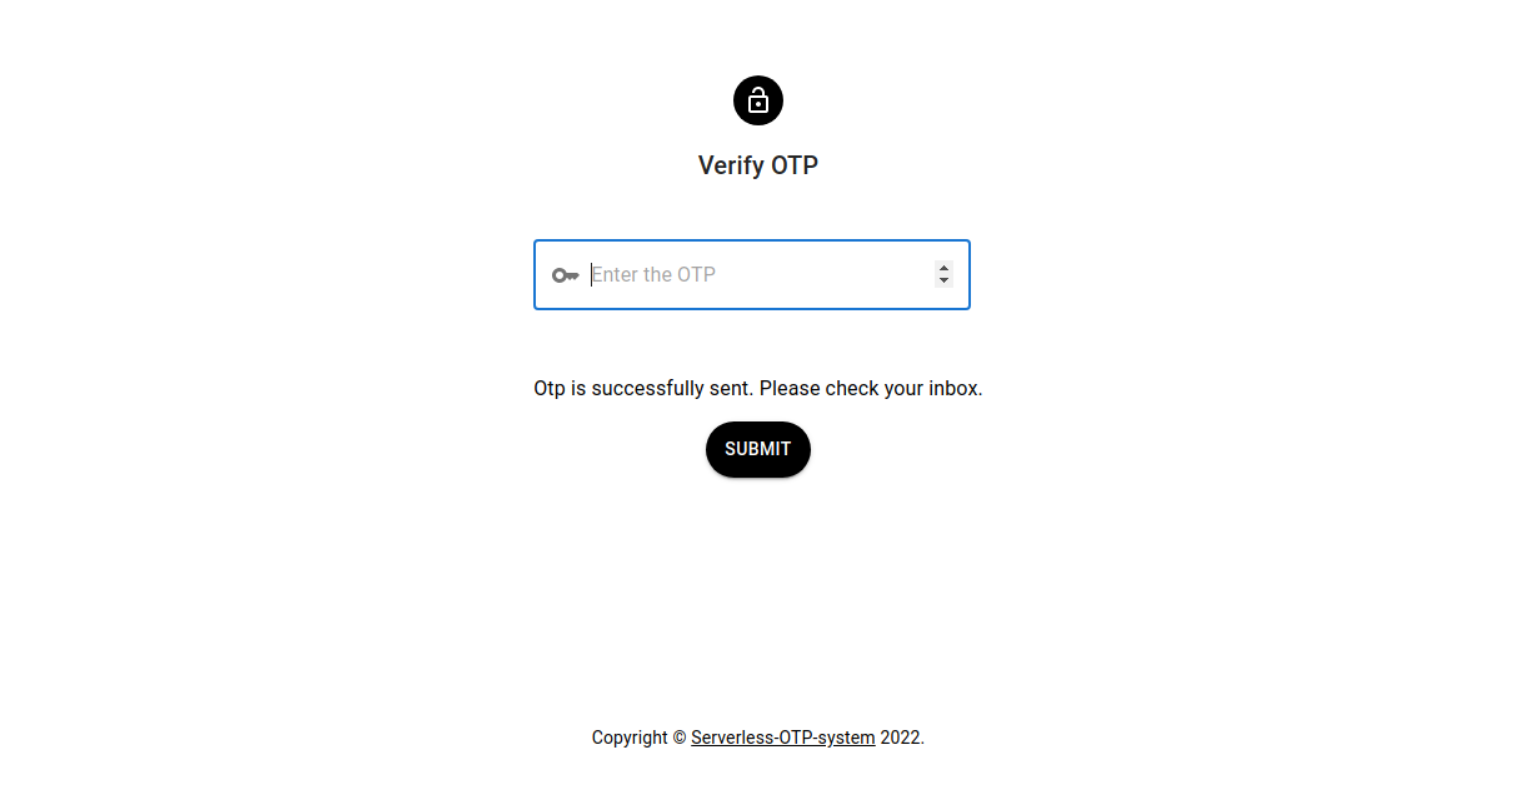 Verify OTP
Enter the OTP
Otp is successfully sent. Please check your inbox.
SUBMIT
Copyright © Serverless-OTP-system 2022.